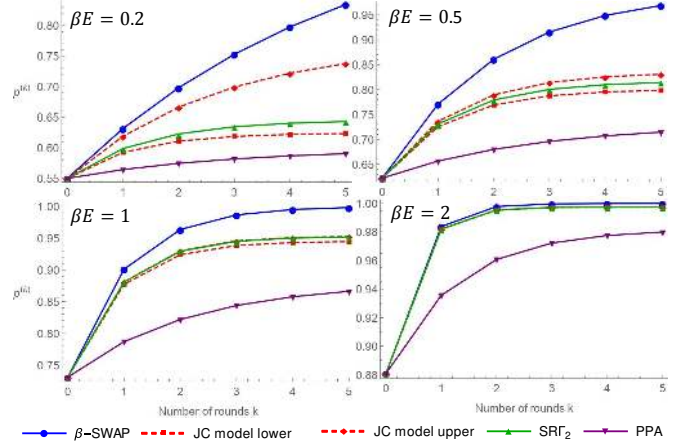 βE = 0.2
βE = 0.5
0.80
0.75
0.70
0.65
0.60
0.55
0 1 2 3 4 5
0.95
0.90
0.85
0.80
0.75
0.70
0.65
0 1 2 3 4 5
p(k)
βE = 1
βE = 2
1.00
0.95
0.90
0.85
0.80
0.75
0 1 2 3 4 5
1.00
0.98
0.96
0.94
0.92
0.90
0.88
0 1 2 3 4 5
p(k)
Number of rounds k
Number of rounds k
β-SWAP JC model lower JC model upper SRΓ₂ PPA